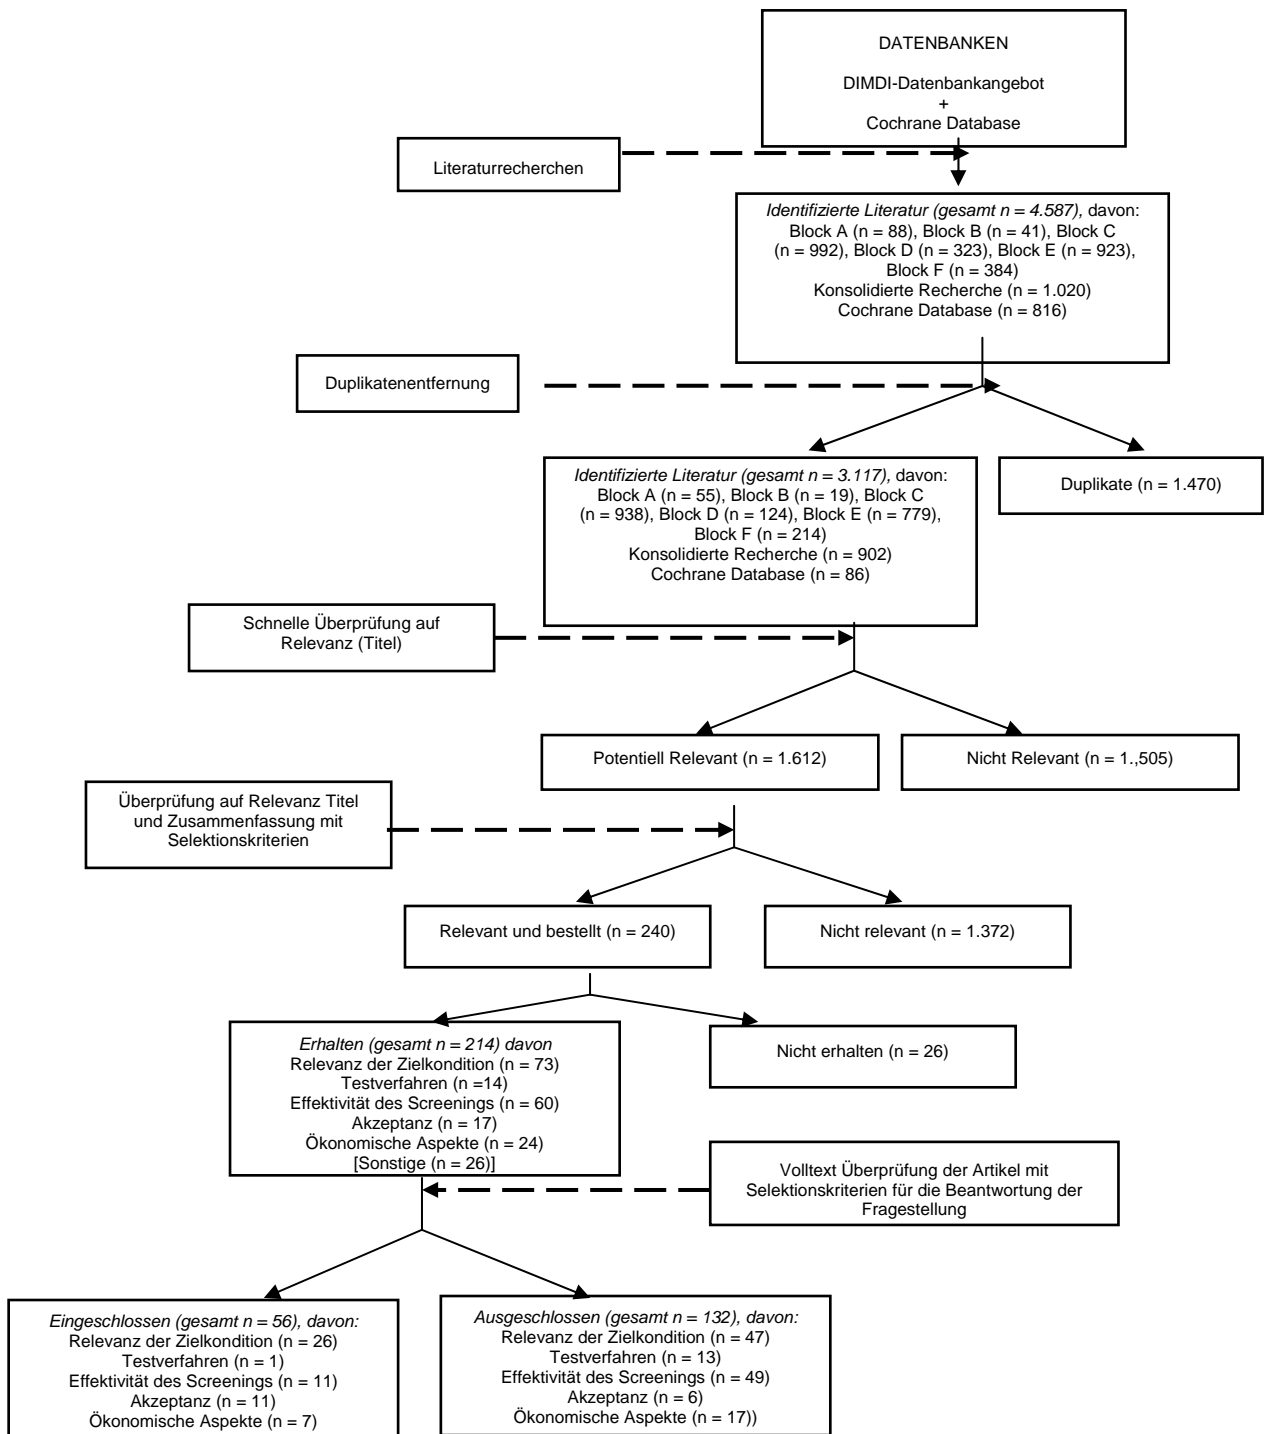 DATENBANKEN
DIMDI-Datenbankangebot
+
Cochrane Database
Literaturrecherchen
Identifizierte Literatur (gesamt n = 4.587), davon:
Block A (n = 88), Block B (n = 41), Block C
(n = 992), Block D (n = 323), Block E (n = 923),
Block F (n = 384)
Konsolidierte Recherche (n = 1.020)
Cochrane Database (n = 816)
Duplikatenentfernung
Identifizierte Literatur (gesamt n = 3.117), davon:
Block A (n = 55), Block B (n = 19), Block C
(n = 938), Block D (n = 124), Block E (n = 779),
Block F (n = 214)
Konsolidierte Recherche (n = 902)
Cochrane Database (n = 86)
Duplikate (n = 1.470)
Schnelle Überprüfung auf
Relevanz (Titel)
Potentiell Relevant (n = 1.612)
Nicht Relevant (n = 1.,505)
Überprüfung auf Relevanz Titel
und Zusammenfassung mit
Selektionskriterien
Relevant und bestellt (n = 240)
Nicht relevant (n = 1.372)
Erhalten (gesamt n = 214) davon
Relevanz der Zielkondition (n = 73)
Testverfahren (n =14)
Effektivität des Screenings (n = 60)
Akzeptanz (n = 17)
Ökonomische Aspekte (n = 24)
[Sonstige (n = 26)]
Nicht erhalten (n = 26)
Volltext Überprüfung der Artikel mit
Selektionskriterien für die Beantwortung der
Fragestellung
Eingeschlossen (gesamt n = 56), davon:
Relevanz der Zielkondition (n = 26)
Testverfahren (n = 1)
Effektivität des Screenings (n = 11)
Akzeptanz (n = 11)
Ökonomische Aspekte (n = 7)
Ausgeschlossen (gesamt n = 132), davon:
Relevanz der Zielkondition (n = 47)
Testverfahren (n = 13)
Effektivität des Screenings (n = 49)
Akzeptanz (n = 6)
Ökonomische Aspekte (n = 17))